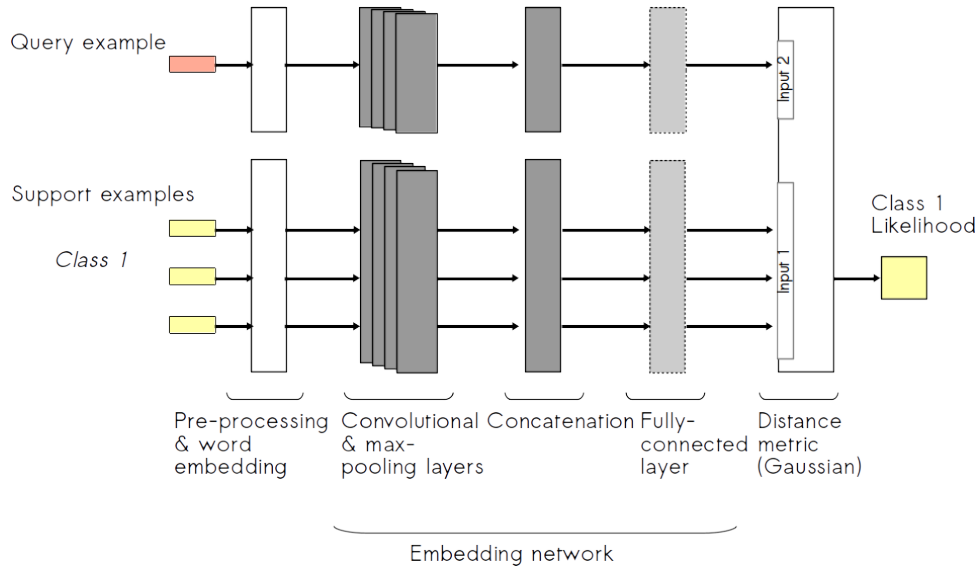 Query example
Input 2
Support examples
Class 1
Input 1
Class 1
Likelihood
Pre-processing
& word
embedding
Convolutional
& max-
pooling layers
Concatenation
Fully-
connected
layer
Distance
metric
(Gaussian)
Embedding network